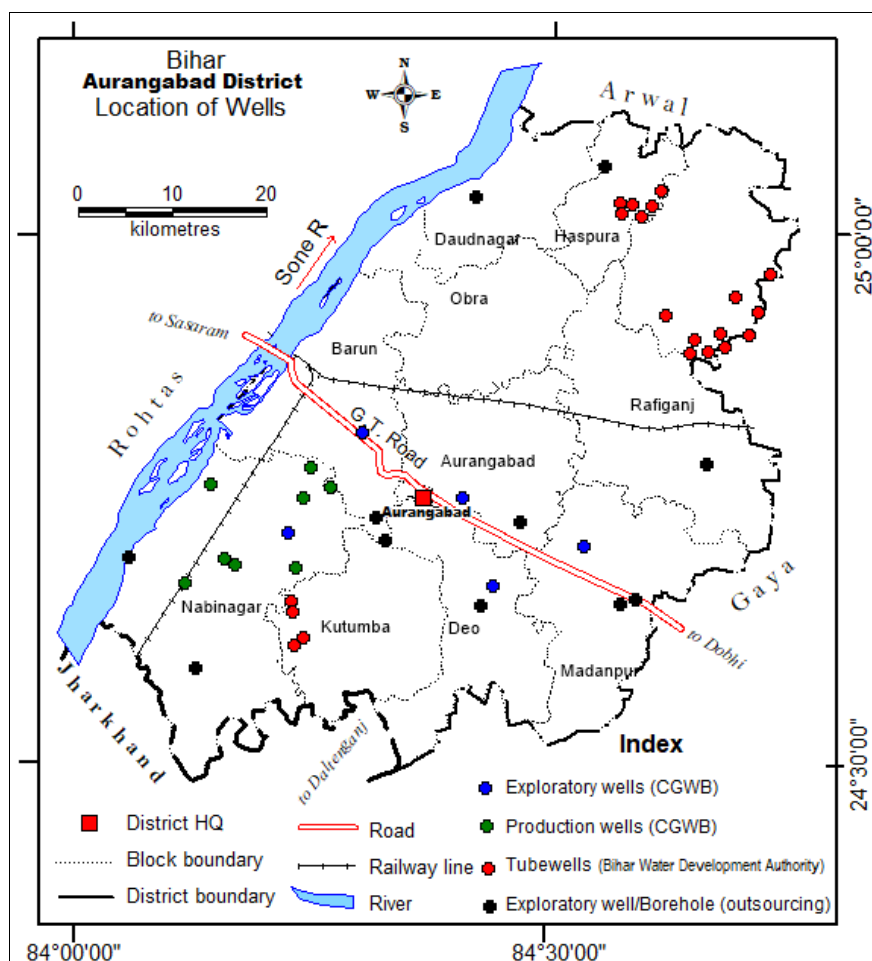 Bihar
Aurangabad District
Location of Wells
N
W E
S
Arwal
0 10 20
kilometres
Sone R
Daudnagar
Haspura
25°00'00"
Obra
to Sasaram
Barun
Rohtas
Rafiganj
G.T. Road
Aurangabad
Aurangabad
Gaya
Nabinagar
Kutumba
Deo
to Dobhi
Madanpur
Jharkhand
to Daltenganj
24°30'00"
Index
Exploratory wells (CGWB)
District HQ
Road
Production wells (CGWB)
Block boundary
Railway line
Tubewells (Bihar Water Development Authority)
District boundary
River
Exploratory well/Borehole (outsourcing)
84°00'00"
84°30'00"